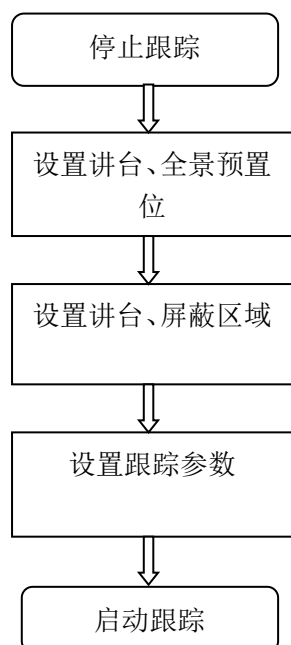 停止跟踪
设置讲台、全景预置
位
设置讲台、屏蔽区域
设置跟踪参数
启动跟踪